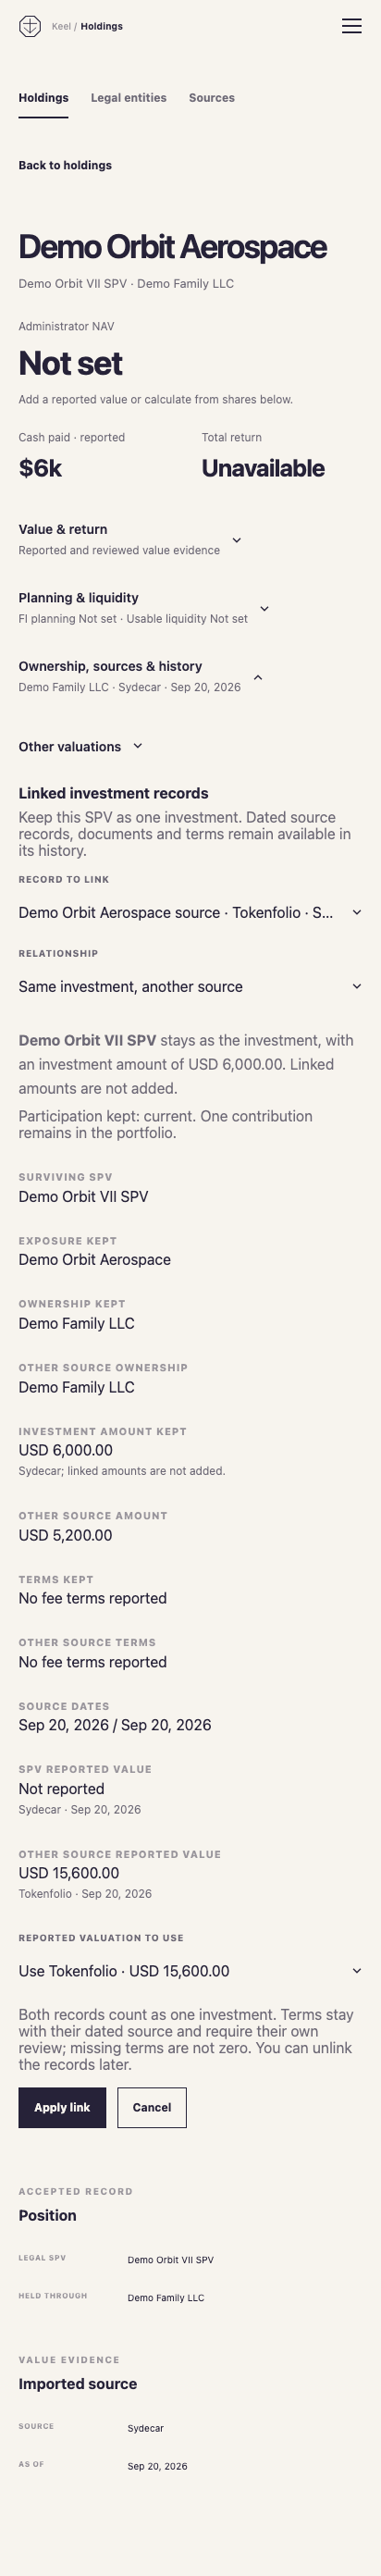 Keel / Holdings
Holdings Legal entities Sources
Back to holdings
Demo Orbit Aerospace
Demo Orbit VII SPV · Demo Family LLC
Administrator NAV
Not set
Add a reported value or calculate from shares below.
Cash paid · reported Total return
$6k Unavailable
Value & return
Reported and reviewed value evidence
Planning & liquidity
FI planning Not set · Usable liquidity Not set
Ownership, sources & history
Demo Family LLC · Sydecar · Sep 20, 2026
Other valuations
Linked investment records
Keep this SPV as one investment. Dated source
records, documents and terms remain available in
its history.
RECORD TO LINK
Demo Orbit Aerospace source · Tokenfolio · S...
RELATIONSHIP
Same investment, another source
Demo Orbit VII SPV stays as the investment, with
an investment amount of USD 6,000.00. Linked
amounts are not added.
Participation kept: current. One contribution
remains in the portfolio.
SURVIVING SPV
Demo Orbit VII SPV
EXPOSURE KEPT
Demo Orbit Aerospace
OWNERSHIP KEPT
Demo Family LLC
OTHER SOURCE OWNERSHIP
Demo Family LLC
INVESTMENT AMOUNT KEPT
USD 6,000.00
Sydecar; linked amounts are not added.
OTHER SOURCE AMOUNT
USD 5,200.00
TERMS KEPT
No fee terms reported
OTHER SOURCE TERMS
No fee terms reported
SOURCE DATES
Sep 20, 2026 / Sep 20, 2026
SPV REPORTED VALUE
Not reported
Sydecar · Sep 20, 2026
OTHER SOURCE REPORTED VALUE
USD 15,600.00
Tokenfolio · Sep 20, 2026
REPORTED VALUATION TO USE
Use Tokenfolio · USD 15,600.00
Both records count as one investment. Terms stay
with their dated source and require their own
review; missing terms are not zero. You can unlink
the records later.
Apply link Cancel
ACCEPTED RECORD
Position
LEGAL SPV Demo Orbit VII SPV
HELD THROUGH Demo Family LLC
VALUE EVIDENCE
Imported source
SOURCE Sydecar
AS OF Sep 20, 2026